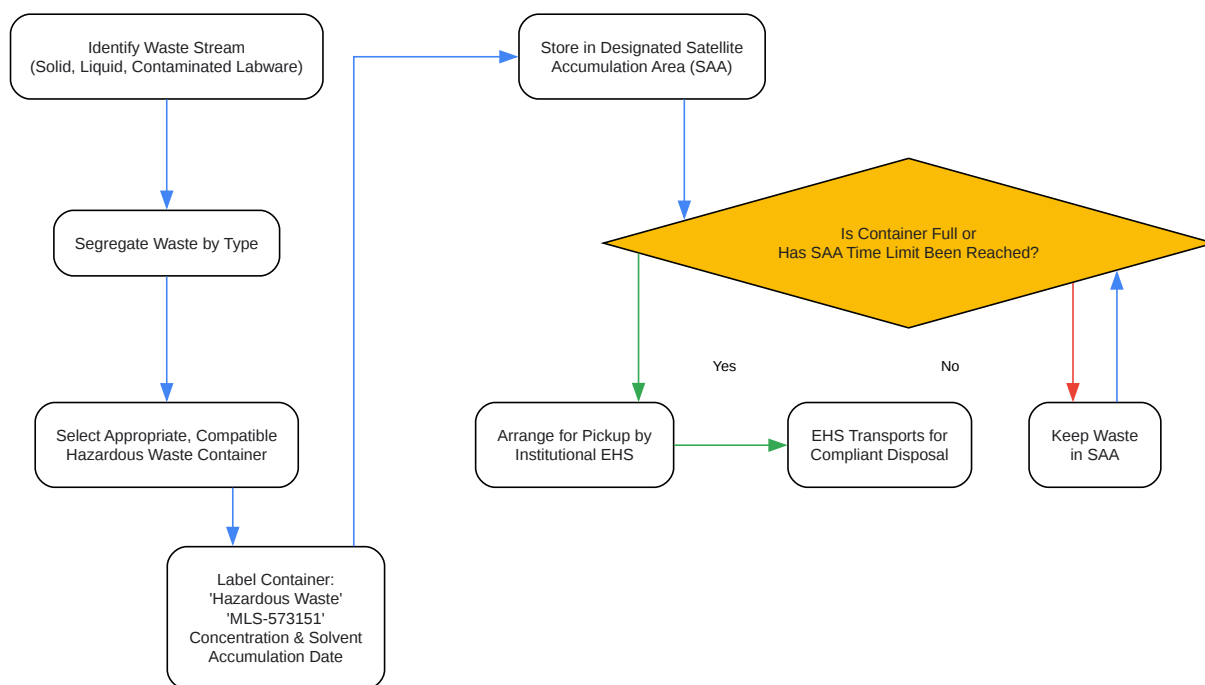 Identify Waste Stream
(Solid, Liquid, Contaminated Labware)
Segregate Waste by Type
Select Appropriate, Compatible
Hazardous Waste Container
Label Container:
'Hazardous Waste'
'MLS-573151'
Concentration & Solvent
Accumulation Date
Store in Designated Satellite
Accumulation Area (SAA)
Is Container Full or
Has SAA Time Limit Been Reached?
Yes
No
Arrange for Pickup by
Institutional EHS
EHS Transports for
Compliant Disposal
Keep Waste
in SAA